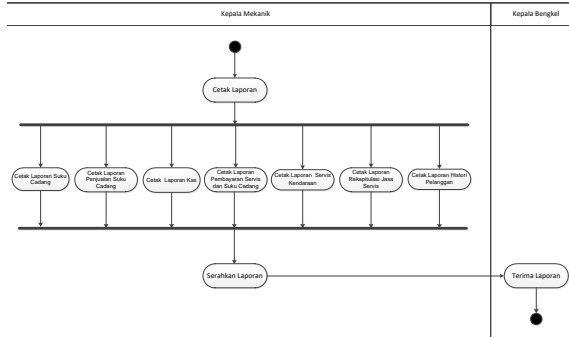 Kepala Mekanik
Kepala Bengkel
Cetak Laporan
Cetak Laporan Suku
Cadang
Cetak Laporan
Penjualan Suku
Cadang
Cetak Laporan Kas
Cetak Laporan
Pembayaran Servis
dan Suku Cadang
Cetak Laporan Servis
Kendaraan
Cetak Laporan
Rekapitulasi Jasa
Servis
Cetak Laporan Histori
Pelanggan
Serahkan Laporan
Terima Laporan